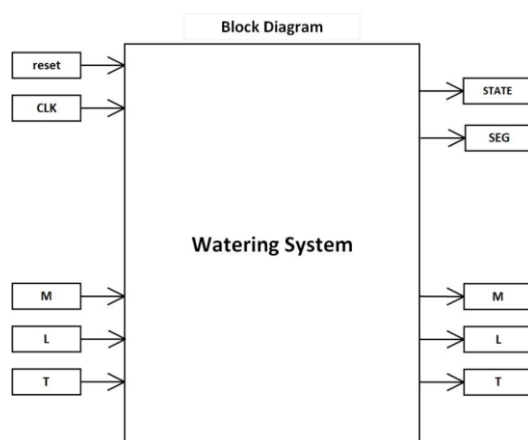 Block Diagram
reset
CLK
STATE
SEG
Watering System
M
L
T
M
L
T